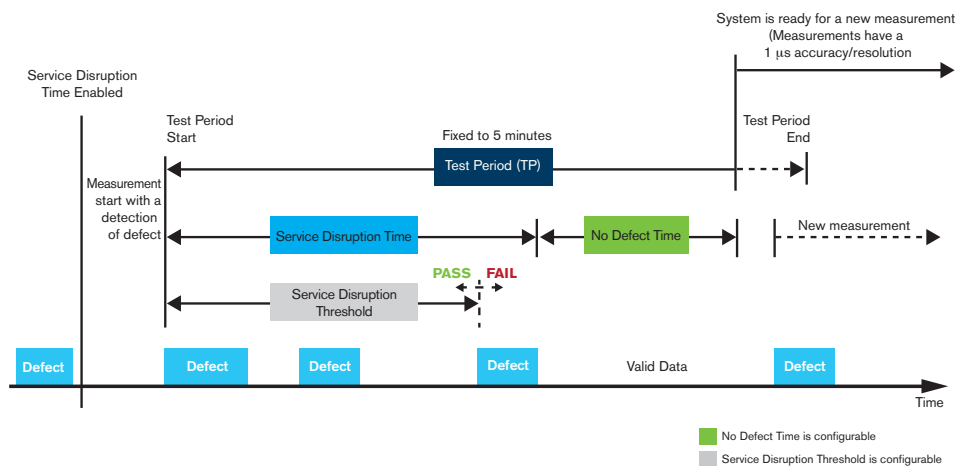 System is ready for a new measurement
(Measurements have a
1 μs accuracy/resolution
Service Disruption
Time Enabled
Test Period
Start
Fixed to 5 minutes
Test Period
End
Test Period (TP)
Measurement
start with a
detection
of defect
Service Disruption Time
No Defect Time
New measurement
PASS FAIL
Service Disruption
Threshold
Defect
Defect
Defect
Defect
Valid Data
Defect
Time
No Defect Time is configurable
Service Disruption Threshold is configurable